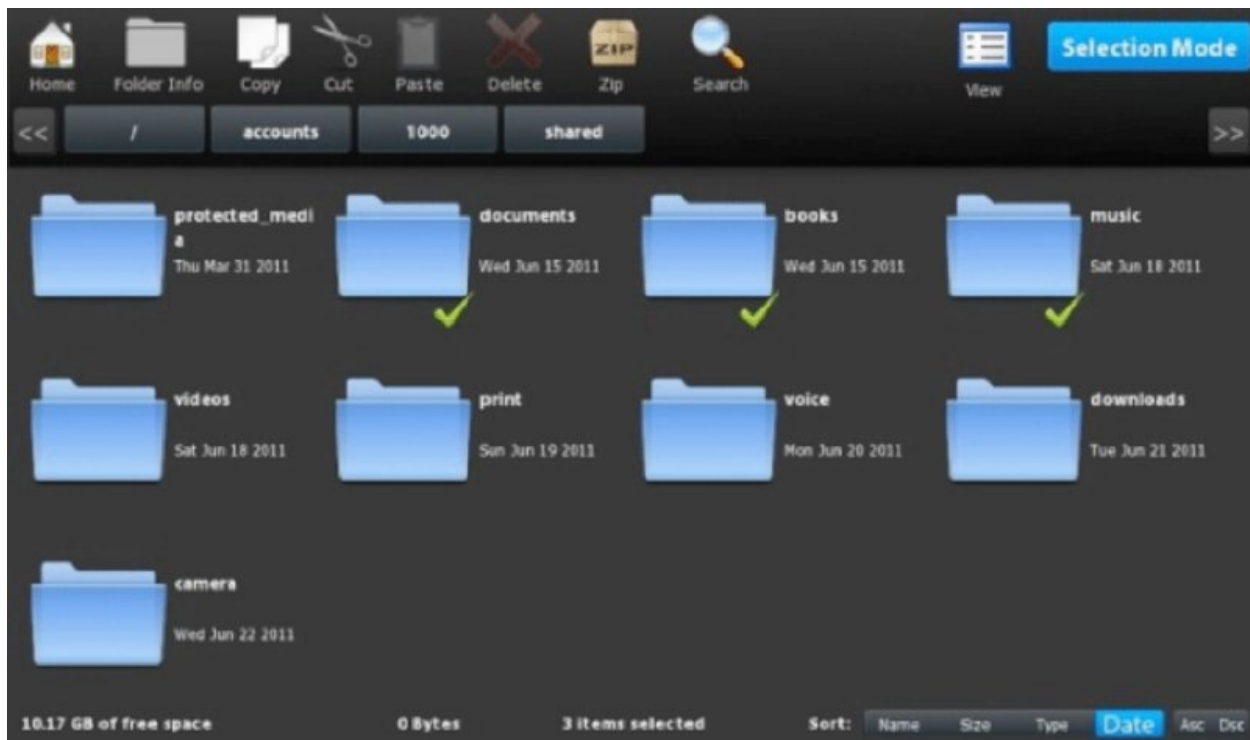 Home Folder Info Copy Cut Paste Delete Zip Search View Selection Mode
ZIP
<< / accounts 1000 shared >>
protected_medi
a
Thu Mar 31 2011
documents
Wed Jun 15 2011
books
Wed Jun 15 2011
music
Sat Jun 18 2011
videos
Sat Jun 18 2011
print
Sun Jun 19 2011
voice
Mon Jun 20 2011
downloads
Tue Jun 21 2011
camera
Wed Jun 22 2011
10.17 GB of free space 0 Bytes 3 items selected Sort: Name Size Type Date Asc Dsc